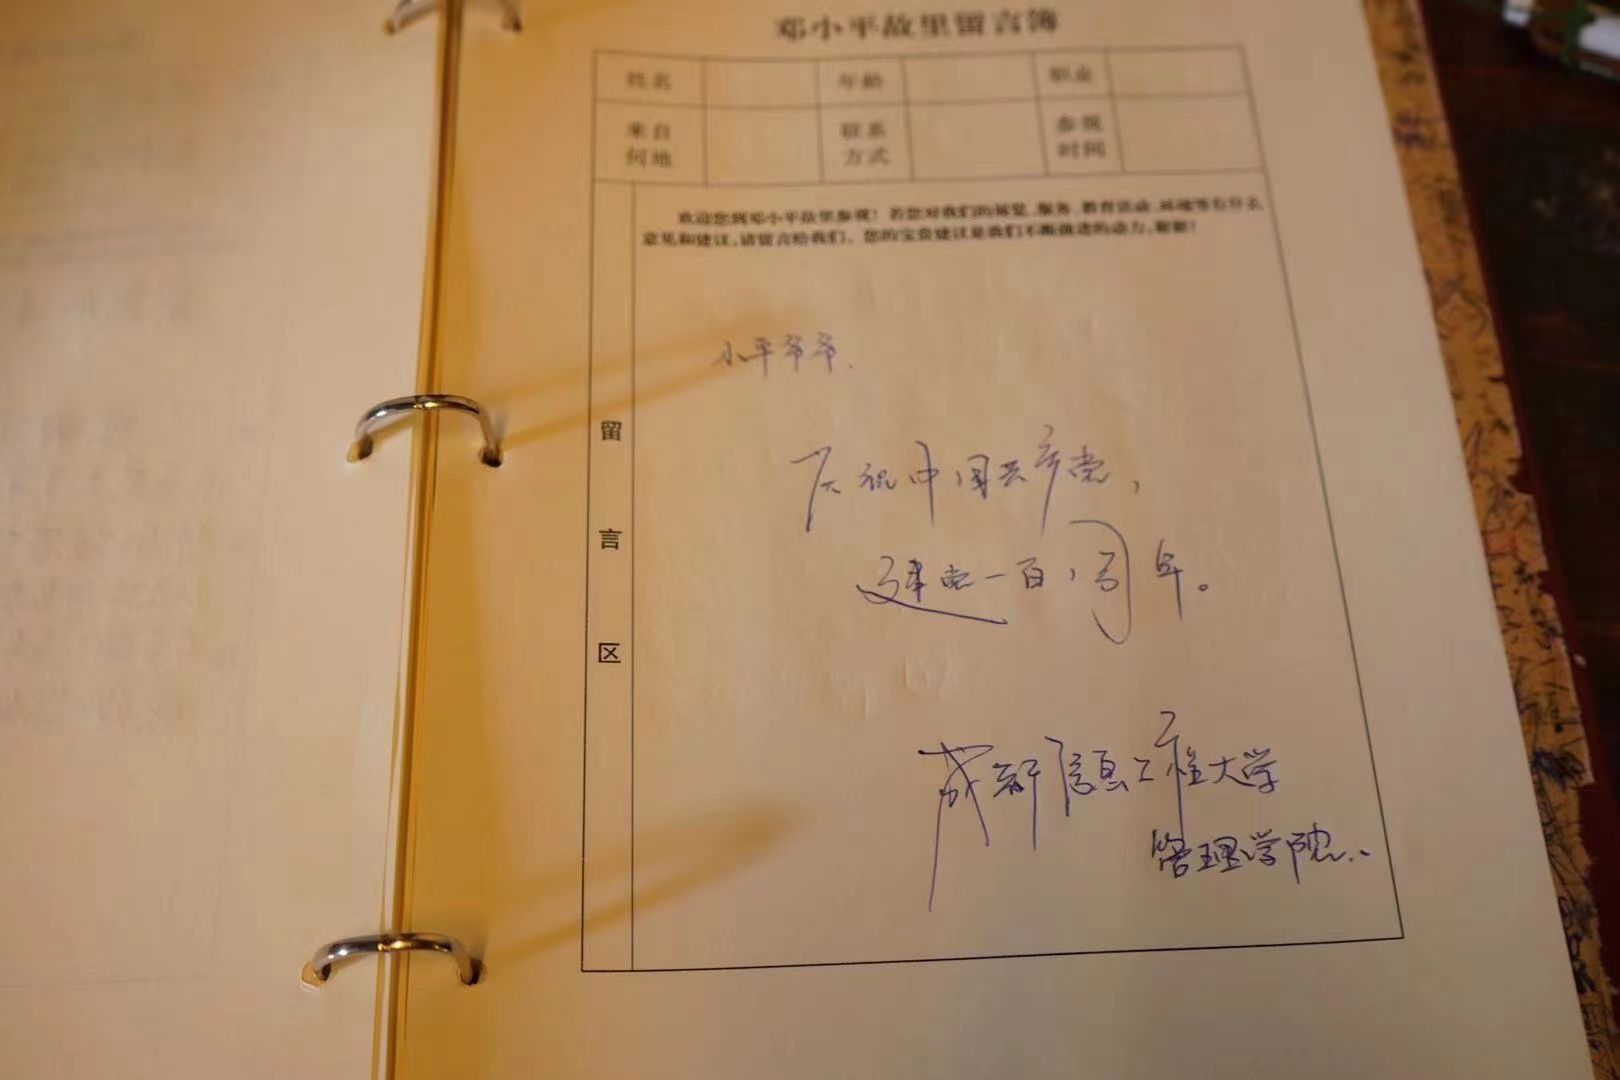 邓小平故里留言簿
姓名 年龄 职业
来自何地 联系方式 参观时间
欢迎您到邓小平故里参观！若您对我们的展览、服务、教育活动、环境等有什么
意见和建议，请留言给我们。您的宝贵建议是我们不断前进的动力，谢谢！
留言区
小平爷爷.
庆祝中国共产党，
建党一百周年。
成都信息工程大学
管理学院..